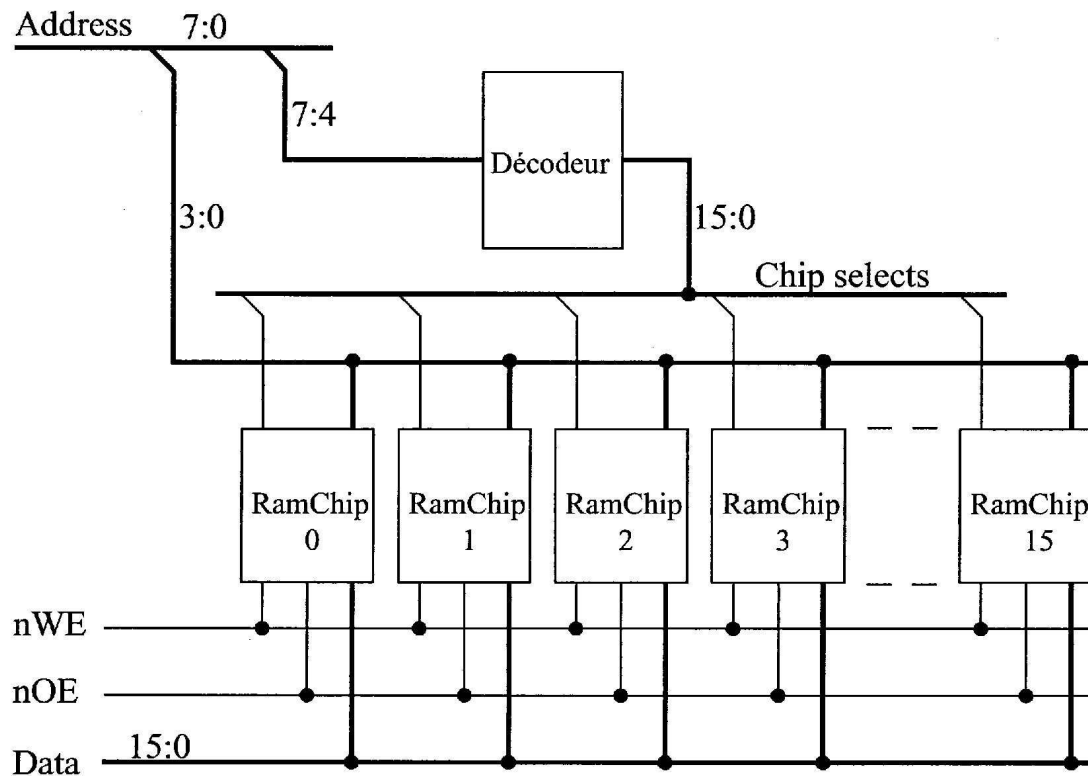 Address 7:0
7:4
Décodeur
3:0
15:0
Chip selects
RamChip
0
RamChip
1
RamChip
2
RamChip
3
RamChip
15
nWE
nOE
15:0
Data